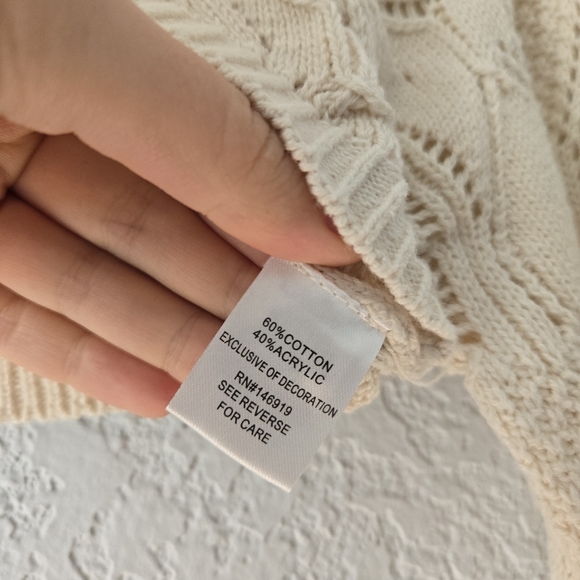 60%COTTON
40%ACRYLIC
EXCLUSIVE OF DECORATION
RN#146919
SEE REVERSE
FOR CARE